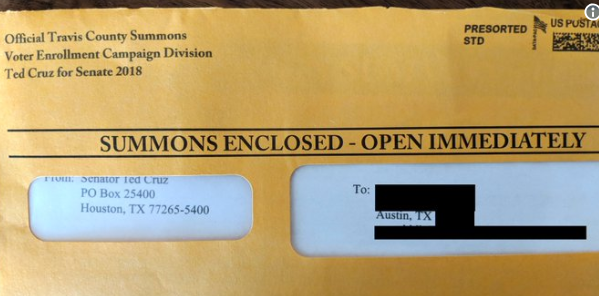 Official Travis County Summons
Voter Enrollment Campaign Division
Ted Cruz for Senate 2018
PRESORTED
STD
US POSTAG
SUMMONS ENCLOSED - OPEN IMMEDIATELY
From: Senator Ted Cruz
PO Box 25400
Houston, TX 77265-5400
To:
Austin, TX